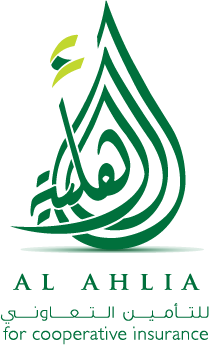 الأهلية
AL AHLIA
للتأمين التعاوني
for cooperative insurance